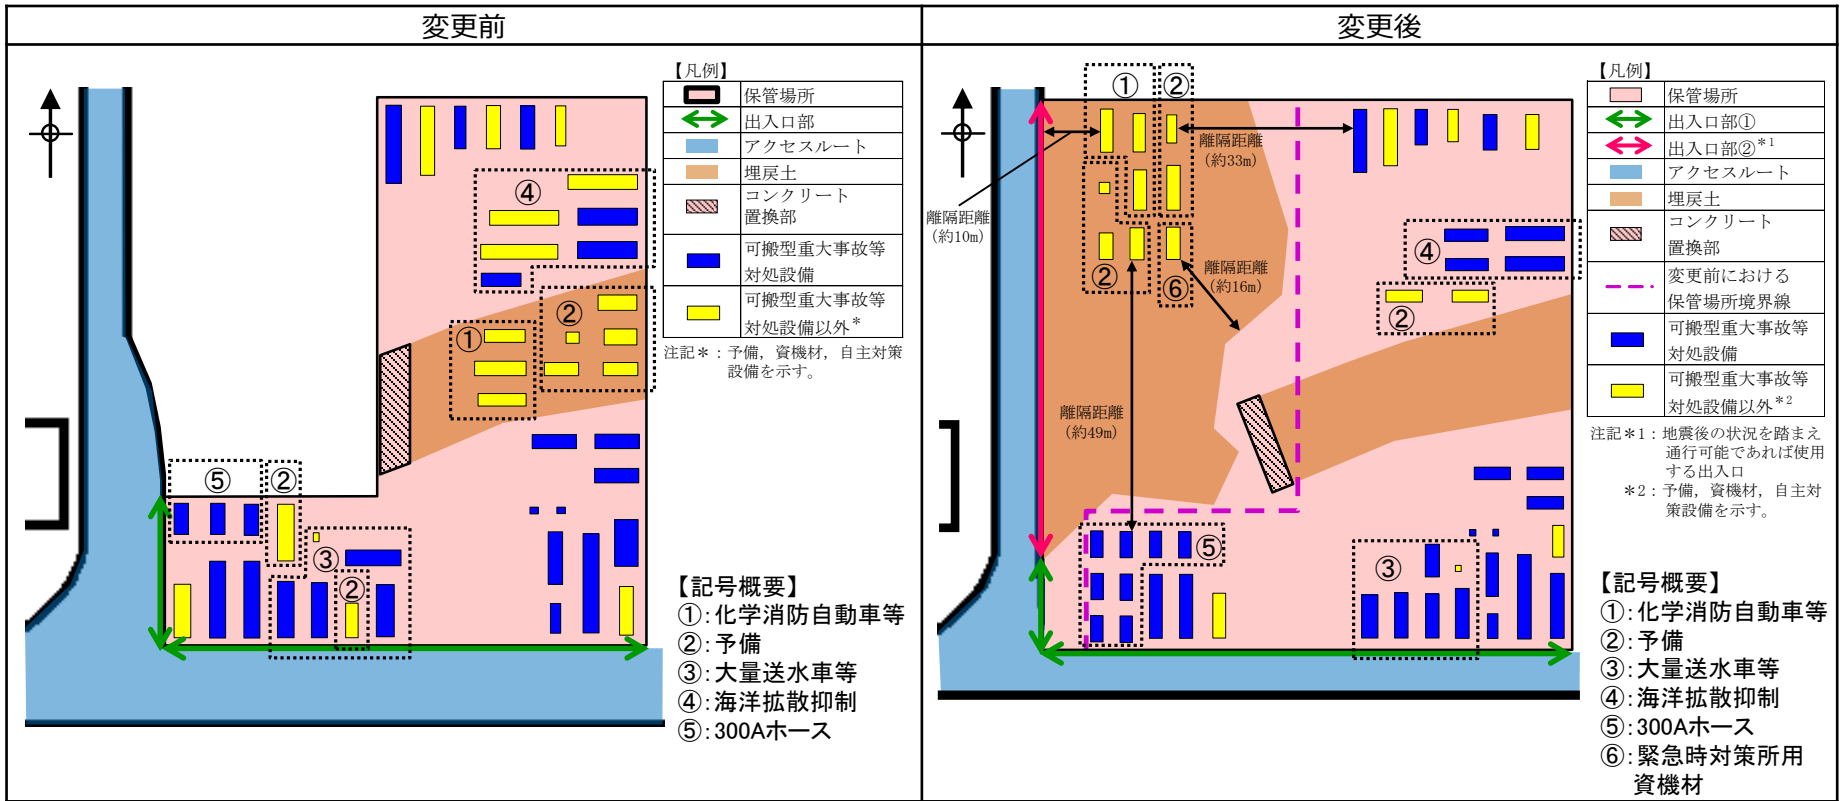 変更前
変更後
【凡例】
保管場所
出入口部
アクセスルート
埋戻土
コンクリート
置換部
可搬型重大事故等
対処設備
可搬型重大事故等
対処設備以外*
注記*:予備,資機材,自主対策
設備を示す。
④
②
①
⑤
②
③
②
【記号概要】
①:化学消防自動車等
②:予備
③:大量送水車等
④:海洋拡散抑制
⑤:300Aホース
①
②
離隔距離
(約33m)
離隔距離
(約10m)
②
⑥
離隔距離
(約16m)
④
②
離隔距離
(約49m)
⑤
③
【凡例】
保管場所
出入口部①
出入口部②*1
アクセスルート
埋戻土
コンクリート
置換部
変更前における
保管場所境界線
可搬型重大事故等
対処設備
可搬型重大事故等
対処設備以外*2
注記*1:地震後の状況を踏まえ
通行可能であれば使用
する出入口
*2:予備,資機材,自主対
策設備を示す。
【記号概要】
①:化学消防自動車等
②:予備
③:大量送水車等
④:海洋拡散抑制
⑤:300Aホース
⑥:緊急時対策所用
資機材